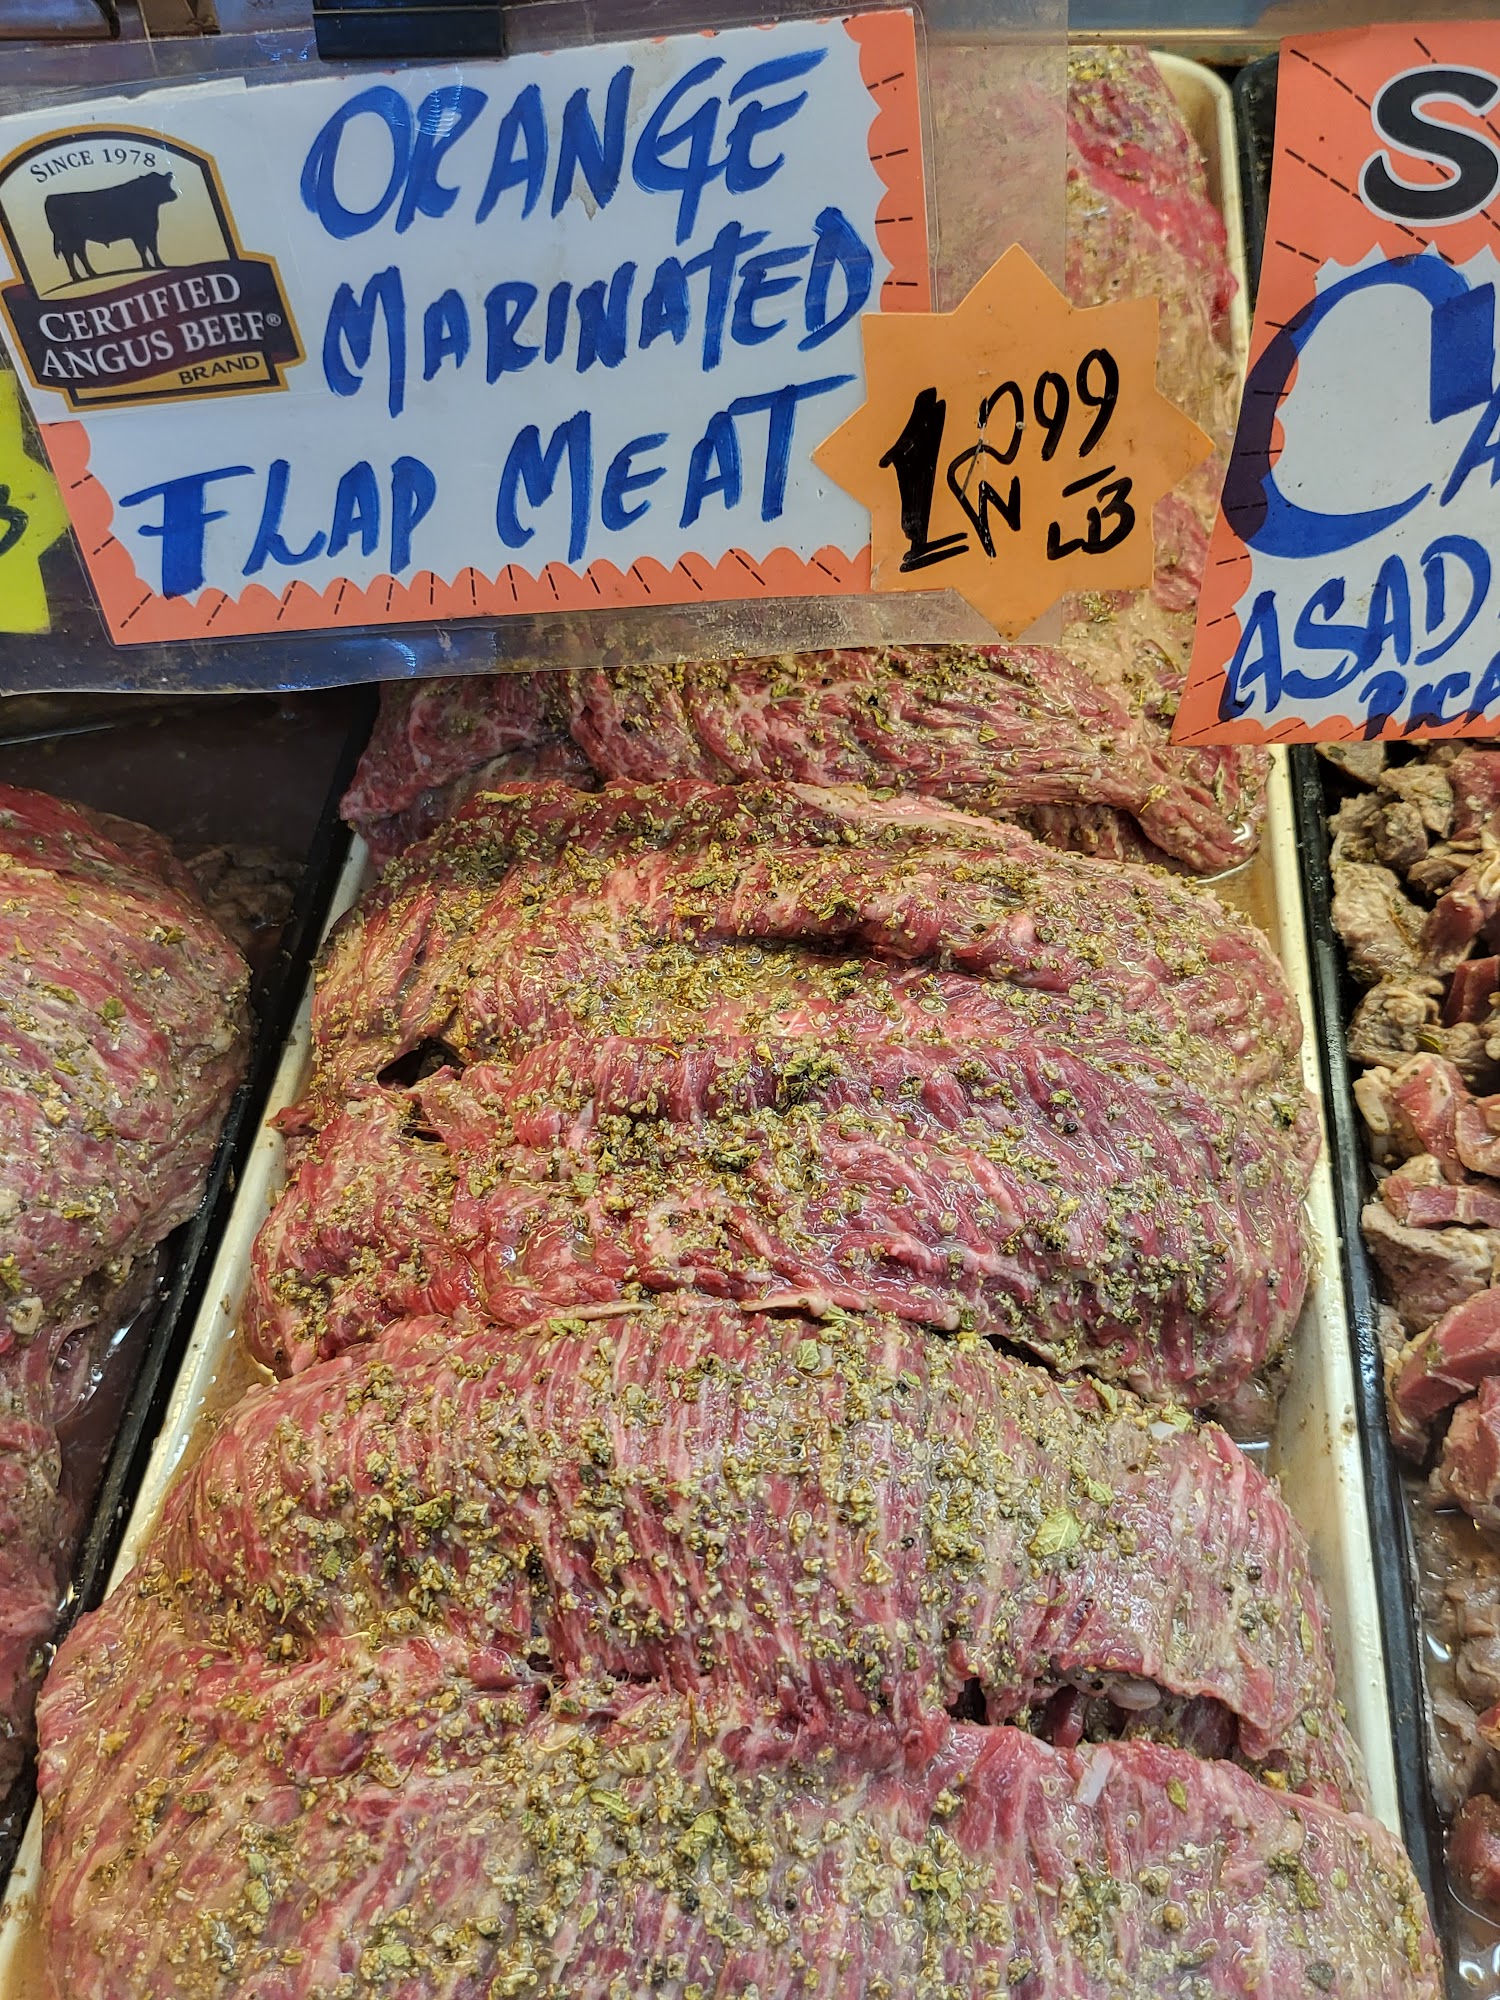 SINCE 1978
CERTIFIED
ANGUS BEEF®
BRAND
ORANGE
MARINATED
FLAP MEAT
99
LB
ASAD